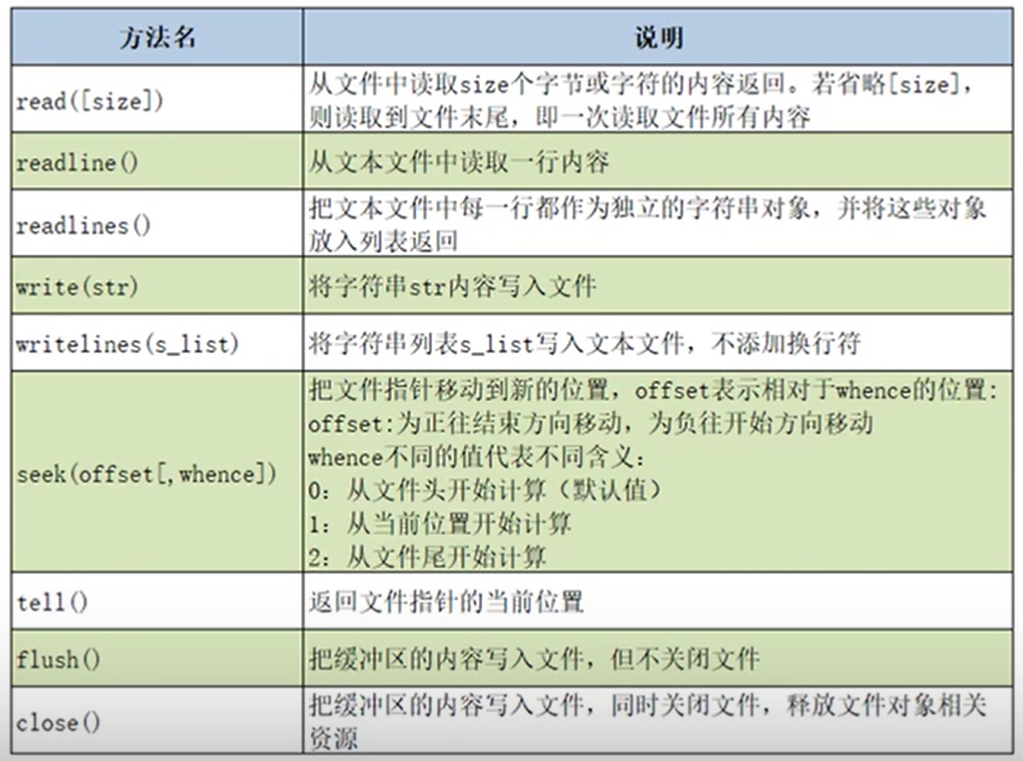 方法名 说明
read([size])
从文件中读取size个字节或字符的内容返回。若省略[size],
则读取到文件末尾，即一次读取文件所有内容
readline()
从文本文件中读取一行内容
readlines()
把文本文件中每一行都作为独立的字符串对象，并将这些对象
放入列表返回
write(str)
将字符串str内容写入文件
writelines(s_list)
将字符串列表s_list写入文本文件，不添加换行符
seek(offset[,whence])
把文件指针移动到新的位置，offset表示相对于whence的位置:
offset:为正往结束方向移动，为负往开始方向移动
whence不同的值代表不同含义:
0: 从文件头开始计算（默认值）
1: 从当前位置开始计算
2: 从文件尾开始计算
tell()
返回文件指针的当前位置
flush()
把缓冲区的内容写入文件，但不关闭文件
close()
把缓冲区的内容写入文件，同时关闭文件，释放文件对象相关
资源